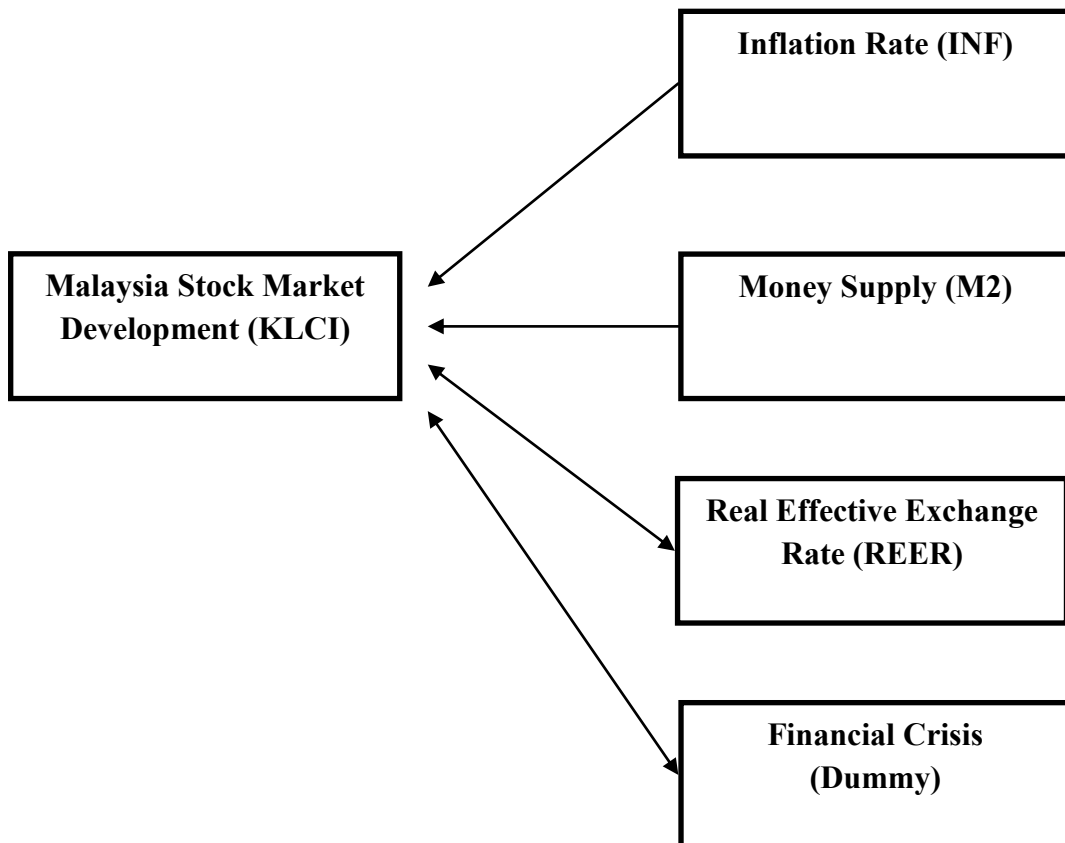 Inflation Rate (INF)
Malaysia Stock Market
Development (KLCI)
Money Supply (M2)
Real Effective Exchange
Rate (REER)
Financial Crisis
(Dummy)